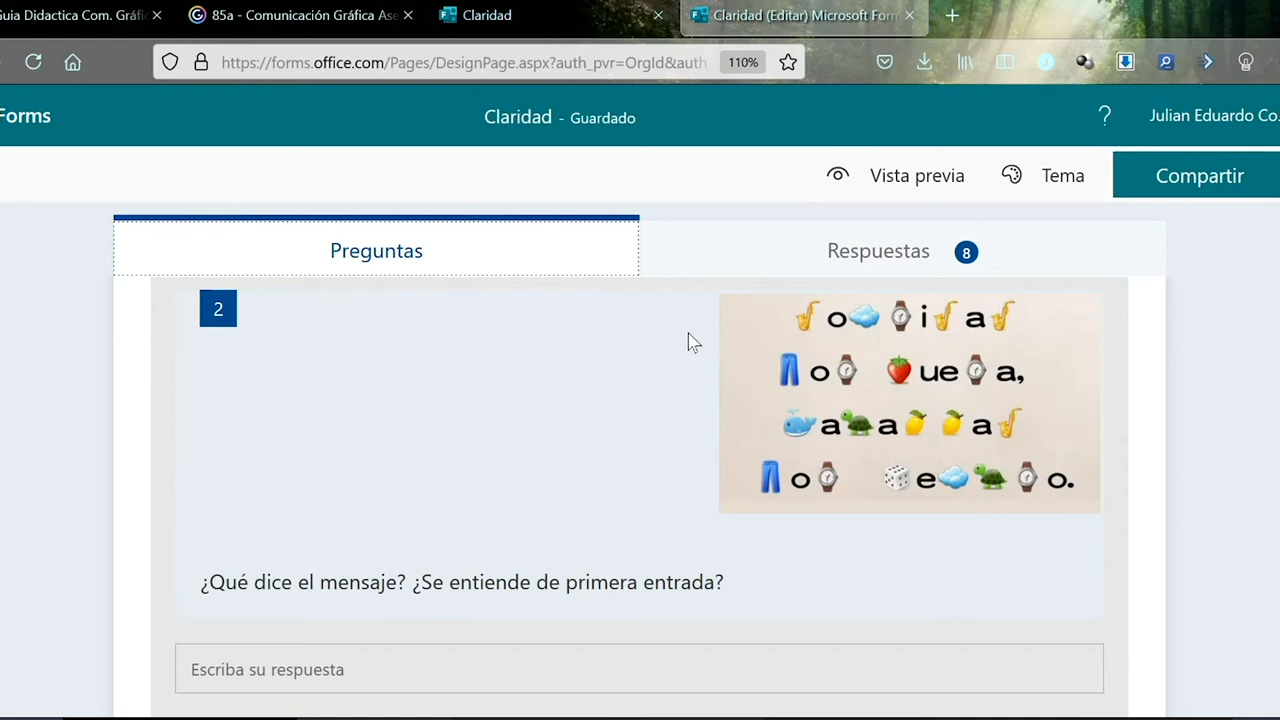 Guia Didactica Com. Gráfi
85a - Comunicación Gráfica Ase
Claridad
Claridad (Editar) Microsoft Form
https://forms.office.com/Pages/DesignPage.aspx?auth_pvr=OrgId&auth
110%
Forms
Claridad - Guardado
? Julian Eduardo Co.
Vista previa
Tema
Compartir
Preguntas
Respuestas 8
2
🎷o☁️⌚i🎷a🎷
👖o⌚ 🍓ue⌚a,
🐳a🐢a🍋🍋a🎷
👖o⌚ 🎲e☁️🐢⌚o.
¿Qué dice el mensaje? ¿Se entiende de primera entrada?
Escriba su respuesta